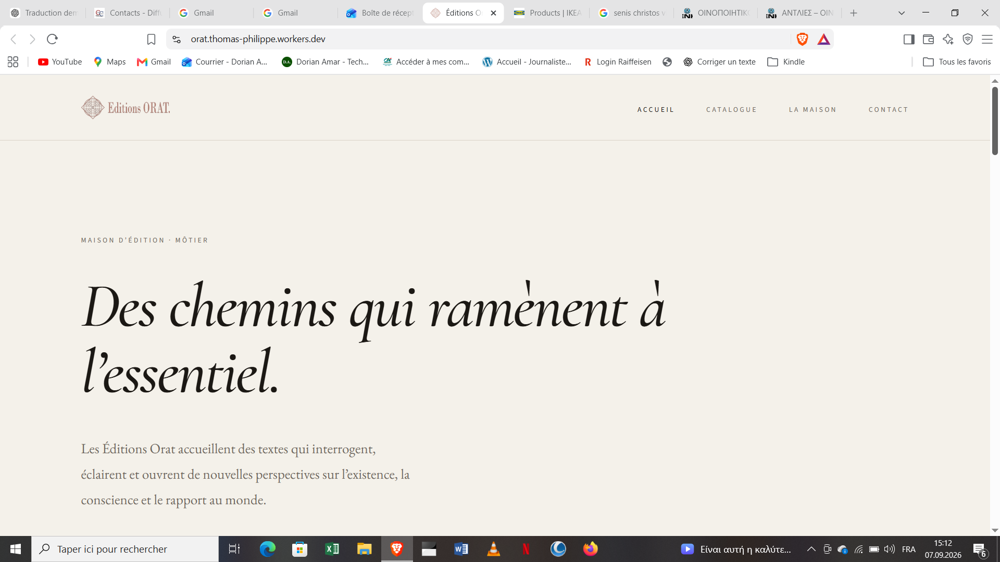 Traduction dem
Contacts - Diffu
Gmail
Gmail
Boîte de récept
Éditions O
Products | IKEA
senis christos v
ΟΙΝΟΠΟΙΗΤΙΚΟ
ΑΝΤΛΙΕΣ – ΟΙΝ
orat.thomas-philippe.workers.dev
YouTube
Maps
Gmail
Courrier - Dorian A...
D.A.
Dorian Amar - Tech...
Accéder à mes com...
Accueil - Journaliste...
Login Raiffeisen
Corriger un texte
Kindle
Tous les favoris
Editions ORAT.
ACCUEIL
CATALOGUE
LA MAISON
CONTACT
MAISON D’ÉDITION · MÔTIER
Des chemins qui ramènent à
l’essentiel.
Les Éditions Orat accueillent des textes qui interrogent,
éclairent et ouvrent de nouvelles perspectives sur l’existence, la
conscience et le rapport au monde.
Taper ici pour rechercher
Είναι αυτή η καλύτε...
FRA
15:12
07.09.2026
6